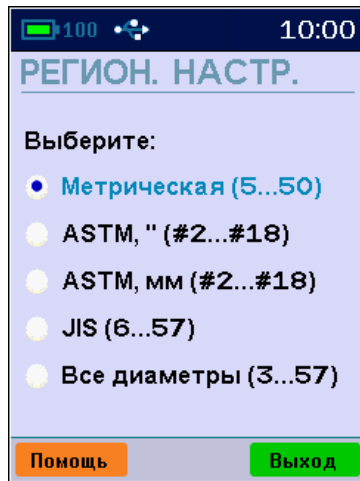 100 10:00
РЕГИОН. НАСТР.
Выберите:
Метрическая (5...50)
ASTM, " (#2...#18)
ASTM, мм (#2...#18)
JIS (6...57)
Все диаметры (3...57)
Помощь Выход